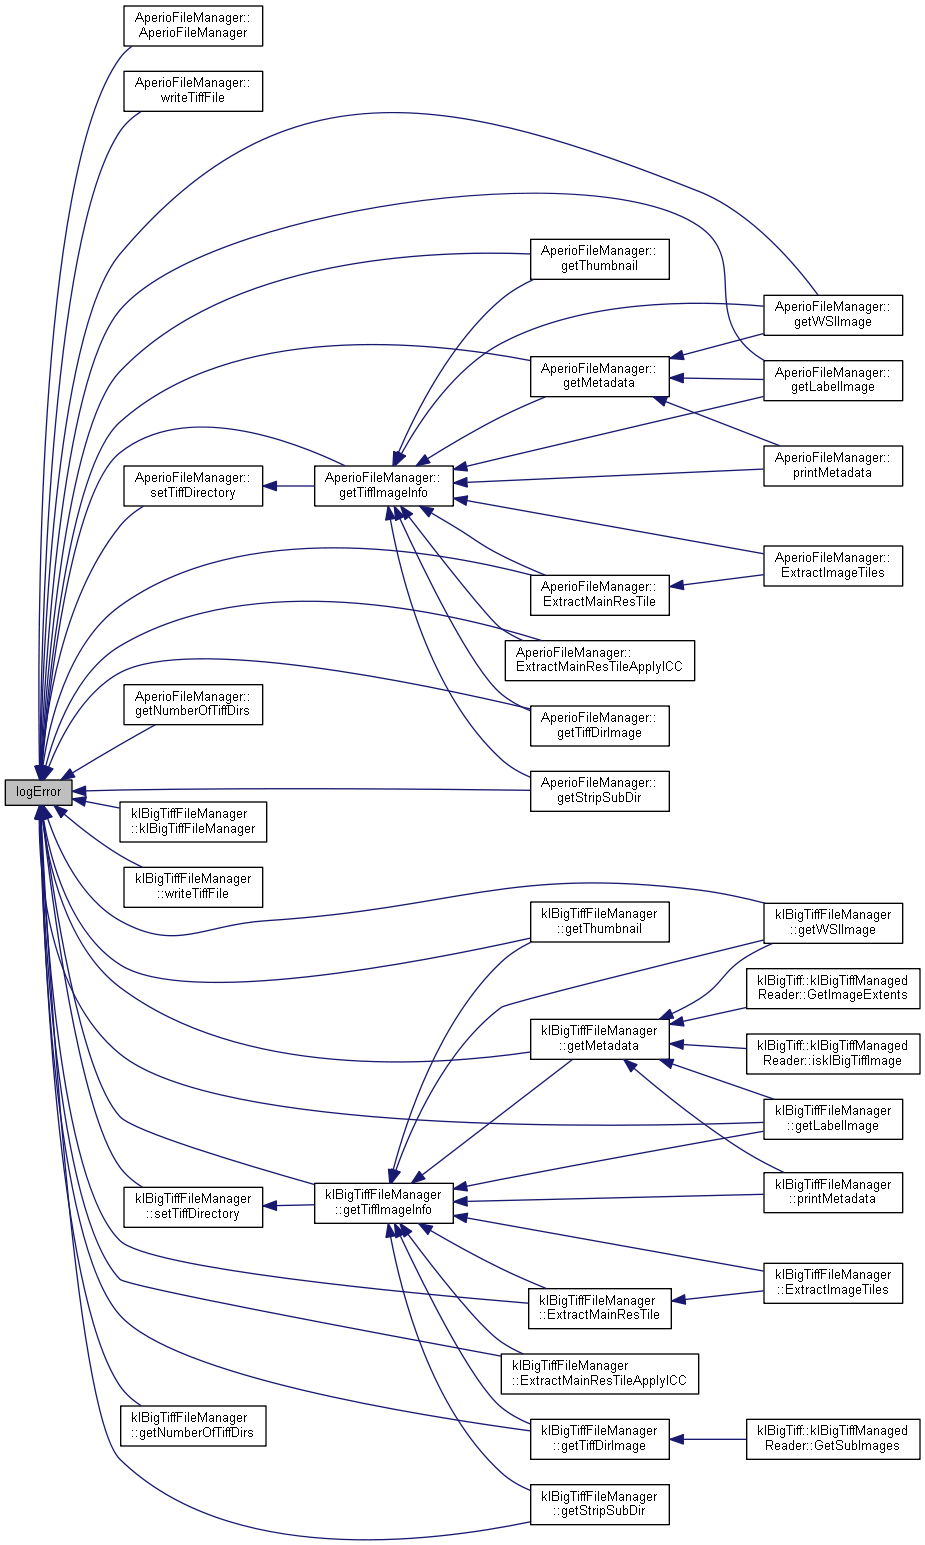 AperioFileManager::
AperioFileManager
AperioFileManager::
writeTiffFile
AperioFileManager::
getThumbnail
AperioFileManager::
getWSIImage
AperioFileManager::
getMetadata
AperioFileManager::
getLabelImage
AperioFileManager::
printMetadata
AperioFileManager::
setTiffDirectory
AperioFileManager::
getTiffImageInfo
AperioFileManager::
ExtractImageTiles
AperioFileManager::
ExtractMainResTile
AperioFileManager::
ExtractMainResTileApplyICC
AperioFileManager::
getNumberOfTiffDirs
AperioFileManager::
getTiffDirImage
AperioFileManager::
getStripSubDir
logError
klBigTiffFileManager
::klBigTiffFileManager
klBigTiffFileManager
::writeTiffFile
klBigTiffFileManager
::getThumbnail
klBigTiffFileManager
::getWSIImage
klBigTiff::klBigTiffManaged
Reader::GetImageExtents
klBigTiffFileManager
::getMetadata
klBigTiff::klBigTiffManaged
Reader::isklBigTiffImage
klBigTiffFileManager
::getLabelImage
klBigTiffFileManager
::printMetadata
klBigTiffFileManager
::setTiffDirectory
klBigTiffFileManager
::getTiffImageInfo
klBigTiffFileManager
::ExtractImageTiles
klBigTiffFileManager
::ExtractMainResTile
klBigTiffFileManager
::ExtractMainResTileApplyICC
klBigTiffFileManager
::getNumberOfTiffDirs
klBigTiffFileManager
::getTiffDirImage
klBigTiff::klBigTiffManaged
Reader::GetSubImages
klBigTiffFileManager
::getStripSubDir